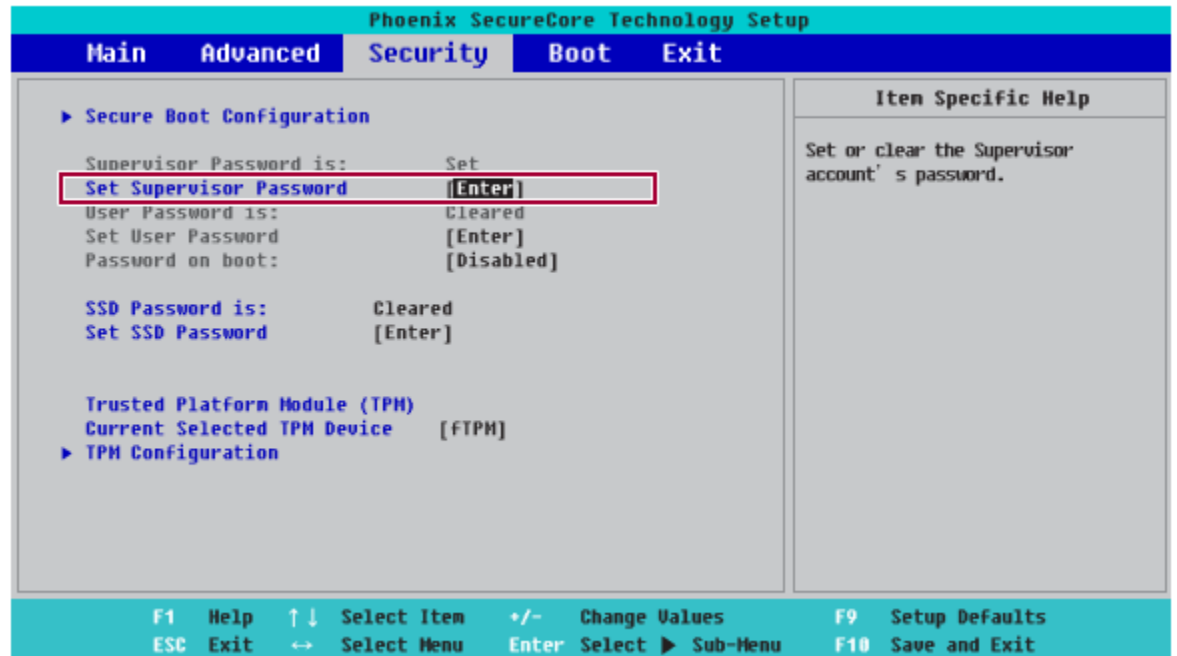 Phoenix SecureCore Technology Setup
Main Advanced Security Boot Exit
▶ Secure Boot Configuration
Supervisor Password is: Set
Set Supervisor Password [Enter]
User Password is: Cleared
Set User Password [Enter]
Password on boot: [Disabled]
SSD Password is: Cleared
Set SSD Password [Enter]
Trusted Platform Module (TPM)
Current Selected TPM Device [fTPM]
▶ TPM Configuration
Item Specific Help
Set or clear the Supervisor
account' s password.
F1 Help ↑↓ Select Item +/- Change Values F9 Setup Defaults
ESC Exit ↔ Select Menu Enter Select ▶ Sub-Menu F10 Save and Exit